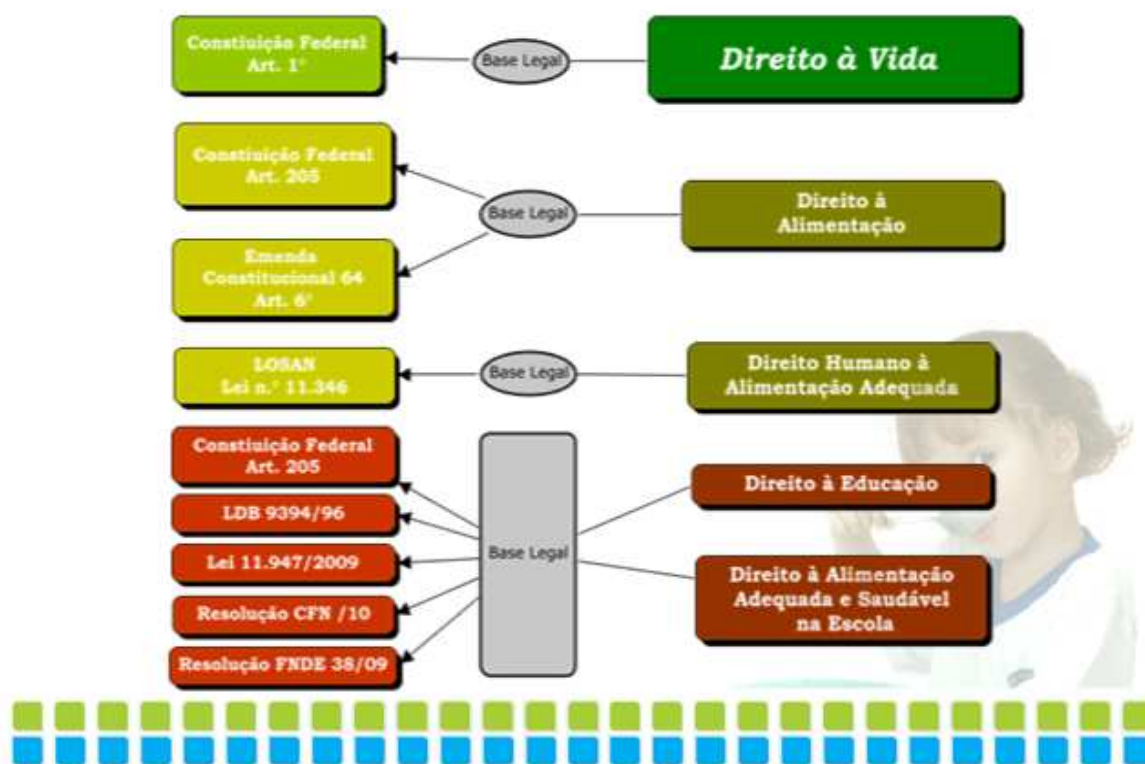 Constiuição Federal
Art. 1°
Base Legal
Direito à Vida
Constiuição Federal
Art. 205
Base Legal
Direito à
Alimentação
Emenda
Constitucional 64
Art. 6°
LOSAN
Lei n.° 11.346
Base Legal
Direito Humano à
Alimentação Adequada
Constiuição Federal
Art. 205
LDB 9394/96
Lei 11.947/2009
Resolução CFN /10
Resolução FNDE 38/09
Base Legal
Direito à Educação
Direito à Alimentação
Adequada e Saudável
na Escola